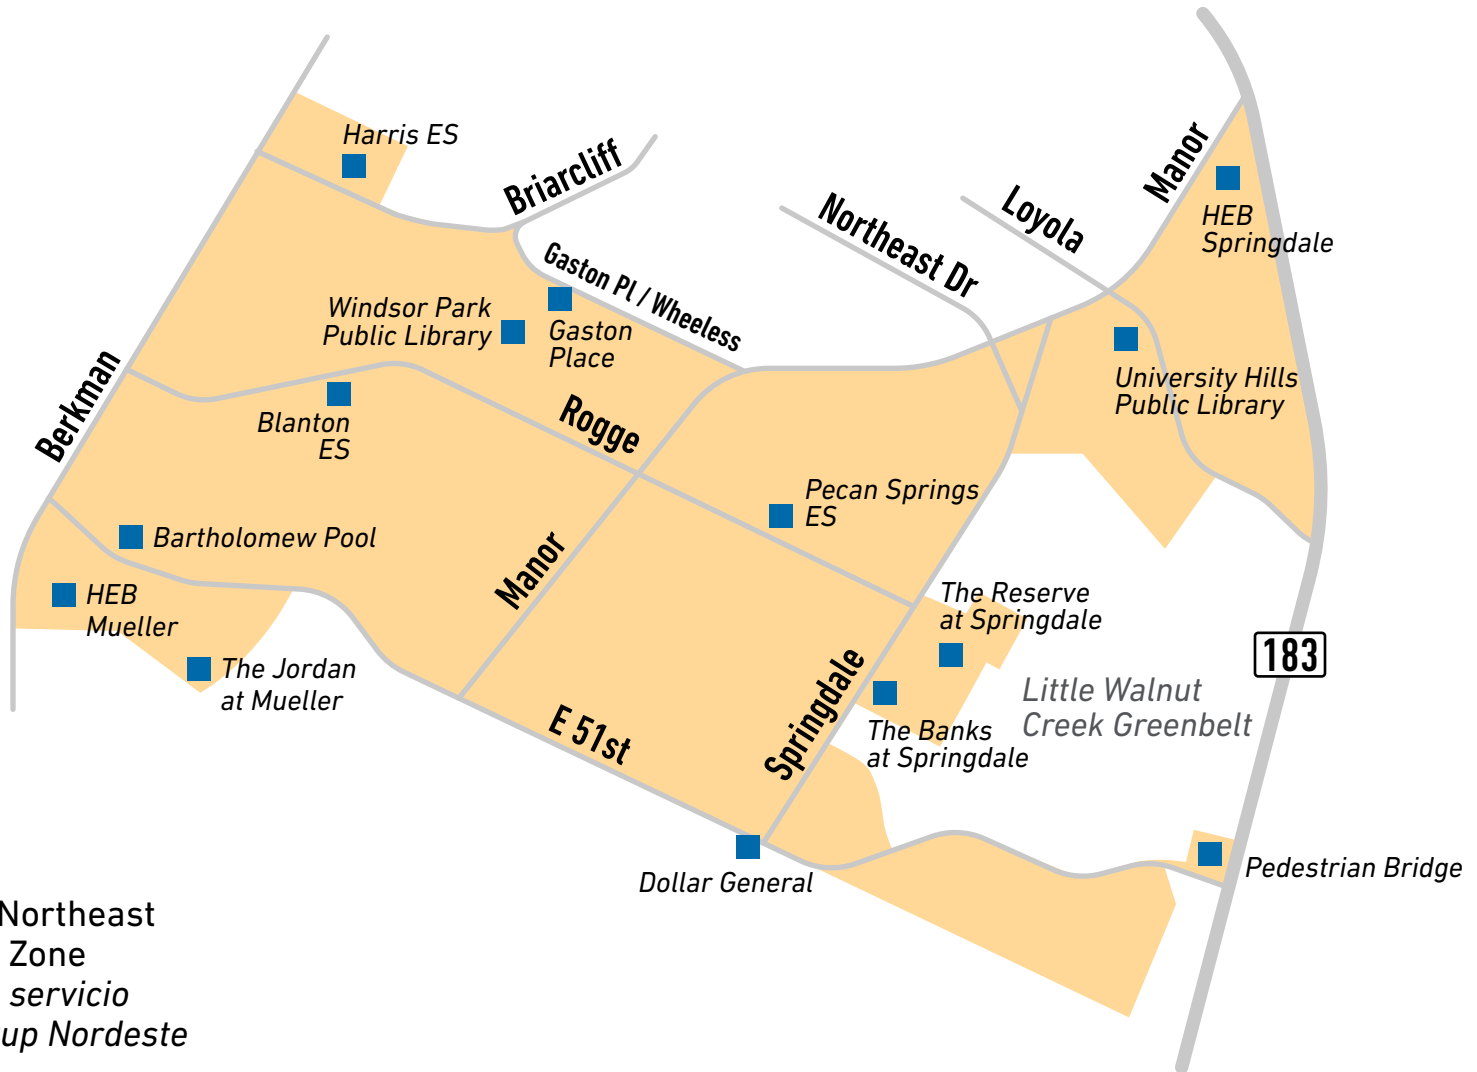 Harris ES
Briarcliff
Manor
Loyola
Northeast Dr
HEB
Springdale
Gaston Pl / Wheeless
Windsor Park
Public Library
Gaston
Place
Berkman
University Hills
Public Library
Blanton
ES
Rogge
Pecan Springs
ES
Bartholomew Pool
Manor
HEB
Mueller
The Reserve
at Springdale
183
The Jordan
at Mueller
Little Walnut
Creek Greenbelt
Springdale
The Banks
at Springdale
E 51st
Dollar General
Pedestrian Bridge
Northeast
Zone
servicio
up Nordeste